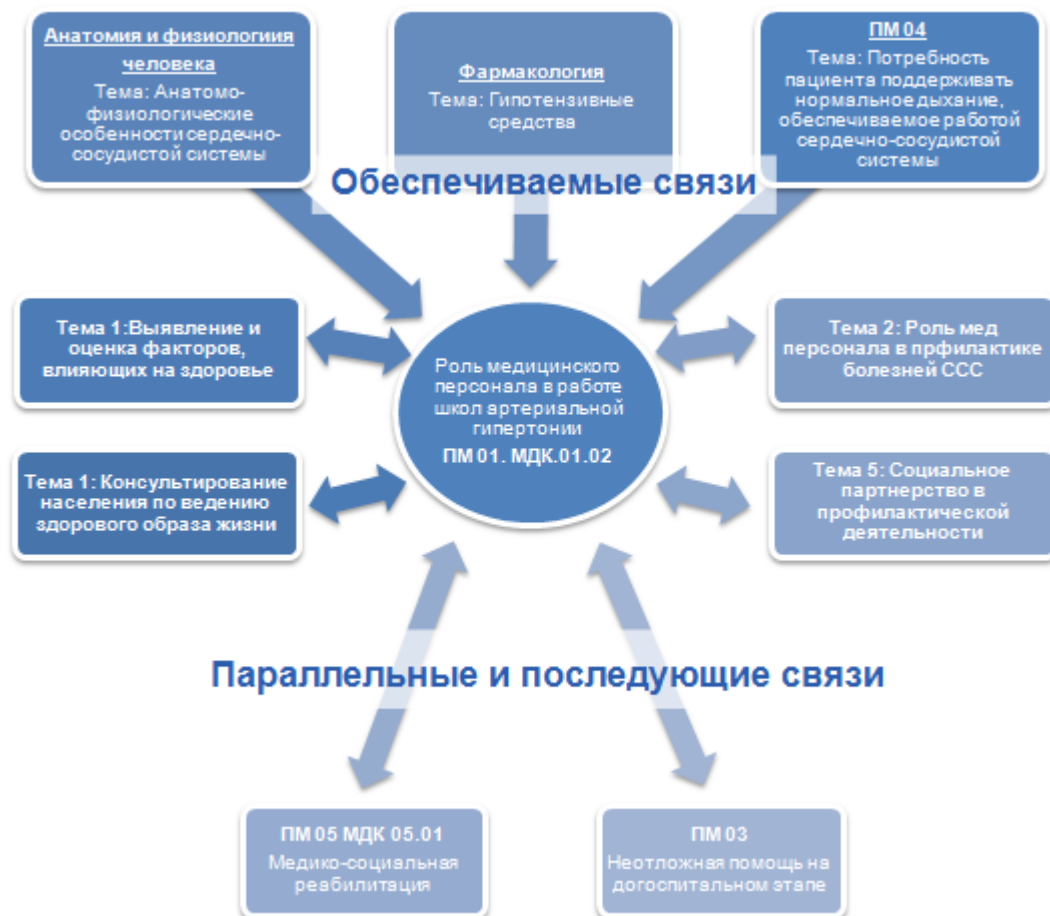 Анатомия и физиологиия
человека
Тема: Анатомо-
физиологические
особенности сердечно-
сосудистой системы
Фармакология
Тема: Гипотензивные
средства
ПМ 04
Тема: Потребность
пациента поддерживать
нормальное дыхание,
обеспечиваемое работой
сердечно-сосудистой
системы
Обеспечиваемые связи
Тема 1:Выявление и
оценка факторов,
влияющих на здоровье
Роль медицинского
персонала в работе
школ артериальной
гипертонии
ПМ 01. МДК.01.02
Тема 2: Роль мед
персонала в прфилактике
болезней ССС
Тема 1: Консультирование
населения по ведению
здорового образа жизни
Тема 5: Социальное
партнерство в
профилактической
деятельности
Параллельные и последующие связи
ПМ 05 МДК 05.01
Медико-социальная
реабилитация
ПМ 03
Неотложная помощь на
догоспитальном этапе